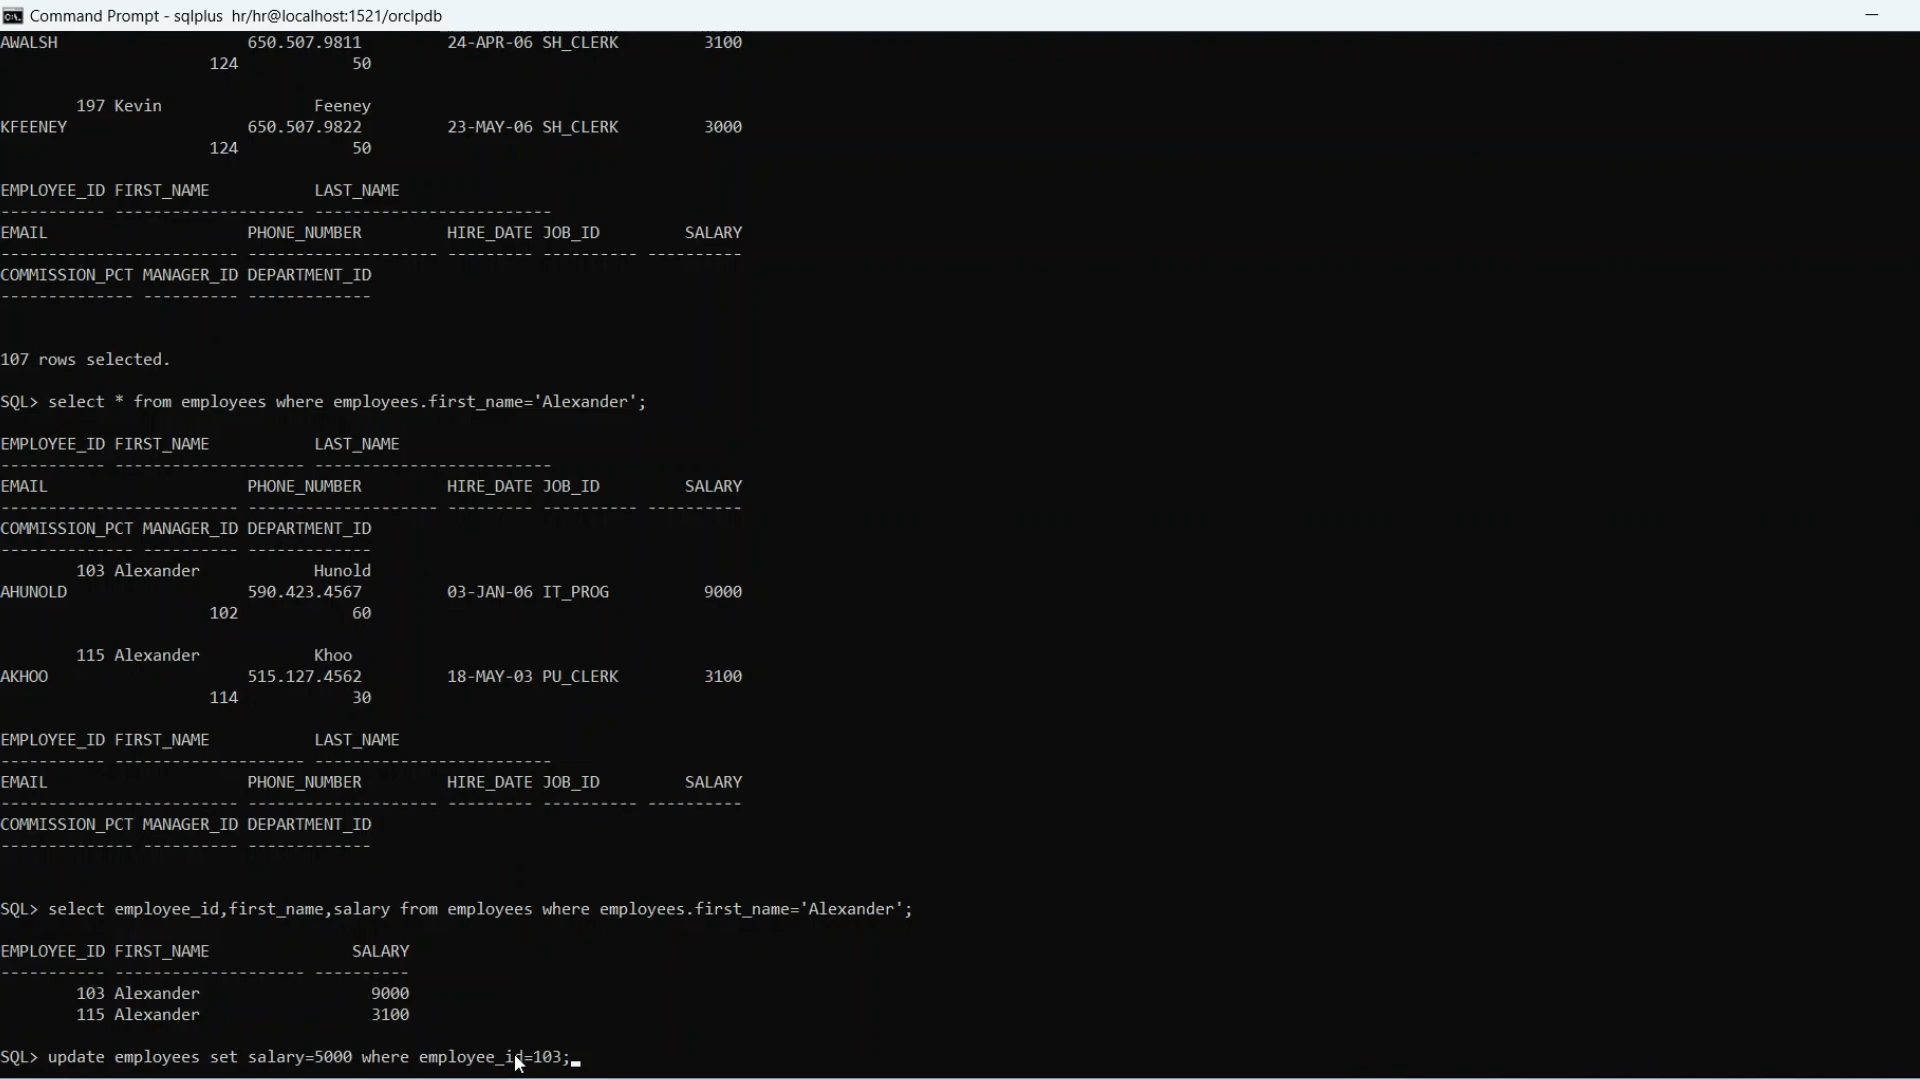 Command Prompt - sqlplus  hr/hr@localhost:1521/orclpdb
AWALSH                    650.507.9811         24-APR-06 SH_CLERK         3100
                      124            50
        197 Kevin                Feeney
KFEENEY                   650.507.9822         23-MAY-06 SH_CLERK         3000
                      124            50
EMPLOYEE_ID FIRST_NAME           LAST_NAME
----------- -------------------- -------------------------
EMAIL                     PHONE_NUMBER         HIRE_DATE JOB_ID         SALARY
------------------------- -------------------- --------- ---------- ----------
COMMISSION_PCT MANAGER_ID DEPARTMENT_ID
-------------- ---------- -------------
107 rows selected.
SQL> select * from employees where employees.first_name='Alexander';
EMPLOYEE_ID FIRST_NAME           LAST_NAME
----------- -------------------- -------------------------
EMAIL                     PHONE_NUMBER         HIRE_DATE JOB_ID         SALARY
------------------------- -------------------- --------- ---------- ----------
COMMISSION_PCT MANAGER_ID DEPARTMENT_ID
-------------- ---------- -------------
        103 Alexander            Hunold
AHUNOLD                   590.423.4567         03-JAN-06 IT_PROG          9000
                      102            60
        115 Alexander            Khoo
AKHOO                     515.127.4562         18-MAY-03 PU_CLERK         3100
                      114            30
EMPLOYEE_ID FIRST_NAME           LAST_NAME
----------- -------------------- -------------------------
EMAIL                     PHONE_NUMBER         HIRE_DATE JOB_ID         SALARY
------------------------- -------------------- --------- ---------- ----------
COMMISSION_PCT MANAGER_ID DEPARTMENT_ID
-------------- ---------- -------------
SQL> select employee_id,first_name,salary from employees where employees.first_name='Alexander';
EMPLOYEE_ID FIRST_NAME               SALARY
----------- -------------------- ----------
        103 Alexander                  9000
        115 Alexander                  3100
SQL> update employees set salary=5000 where employee_id=103;